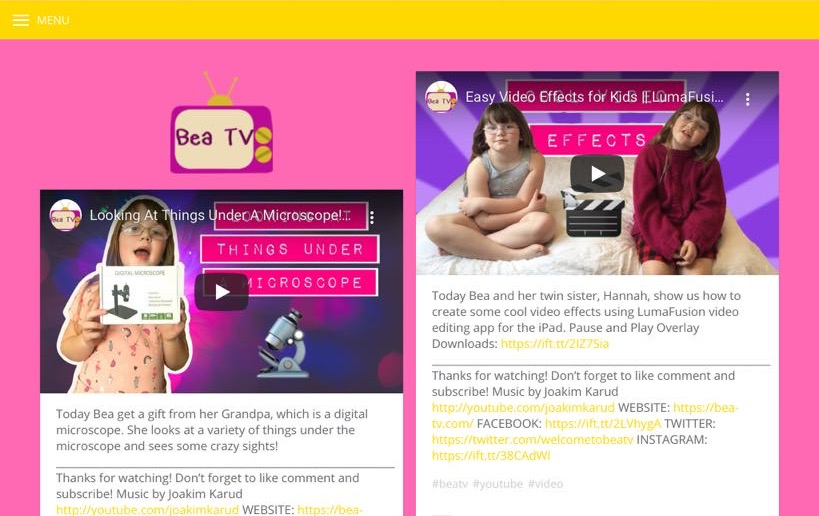 MENU
Bea TV
Bea TV
Looking At Things Under A Microscope!..
THINGS UNDER
A MICROSCOPE
DIGITAL MICROSCOPE
Today Bea get a gift from her Grandpa, which is a digital
microscope. She looks at a variety of things under the
microscope and sees some crazy sights!
Thanks for watching! Don't forget to like comment and
subscribe! Music by Joakim Karud
http://youtube.com/joakimkarud WEBSITE: https://bea-
Bea TV
Easy Video Effects for Kids || LumaFusi...
COOL VIDEO
EFFECTS
Today Bea and her twin sister, Hannah, show us how to
create some cool video effects using LumaFusion video
editing app for the iPad. Pause and Play Overlay
Downloads: https://ift.tt/2IZ7Sia
Thanks for watching! Don't forget to like comment and
subscribe! Music by Joakim Karud
http://youtube.com/joakimkarud WEBSITE: https://bea-
tv.com/ FACEBOOK: https://ift.tt/2LVhygA TWITTER:
https://twitter.com/welcometobeatv INSTAGRAM:
https://ift.tt/38CAdWl
#beatv #youtube #video